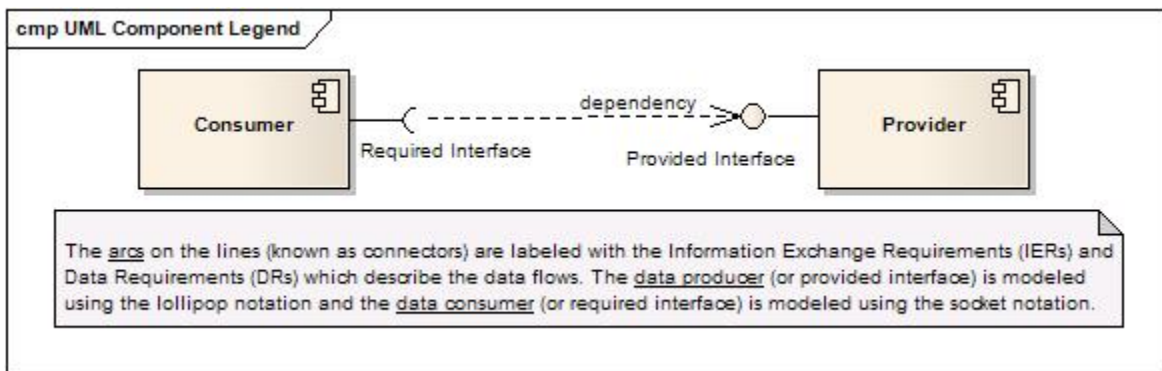 cmp UML Component Legend
Consumer
dependency
Provider
Required Interface
Provided Interface
The arcs on the lines (known as connectors) are labeled with the Information Exchange Requirements (IERs) and
Data Requirements (DRs) which describe the data flows. The data producer (or provided interface) is modeled
using the lollipop notation and the data consumer (or required interface) is modeled using the socket notation.